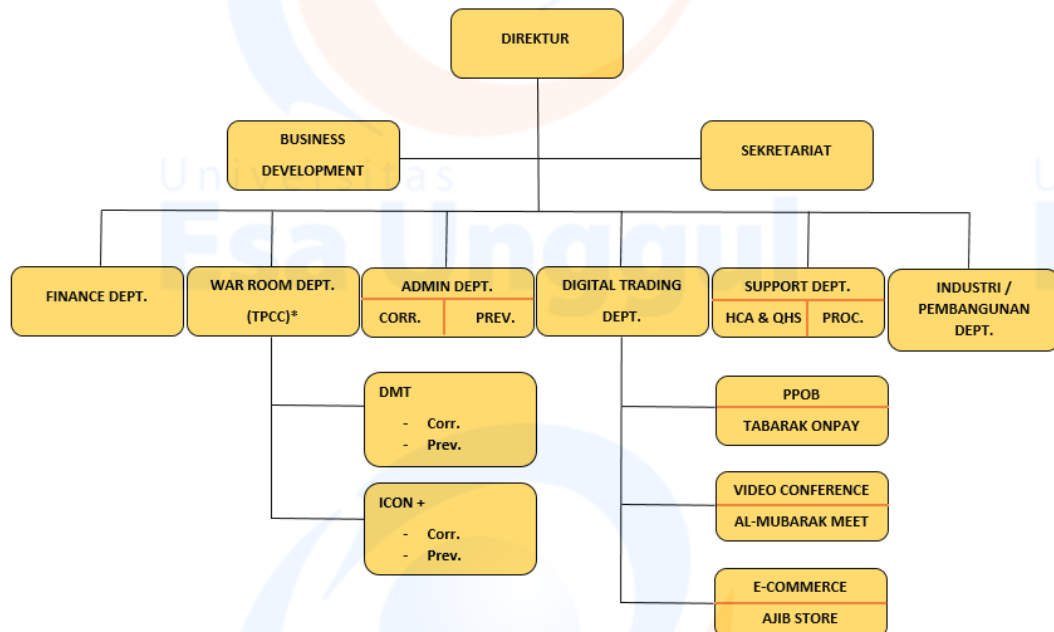 DIREKTUR
BUSINESS
DEVELOPMENT
SEKRETARIAT
Universitas
Esa Unggul
FINANCE DEPT.
WAR ROOM DEPT.
(TPCC)*
ADMIN DEPT.
CORR.
PREV.
DIGITAL TRADING
DEPT.
SUPPORT DEPT.
HCA & QHS
PROC.
INDUSTRI /
PEMBANGUNAN
DEPT.
DMT
- Corr.
- Prev.
ICON +
- Corr.
- Prev.
PPOB
TABARAK ONPAY
VIDEO CONFERENCE
AL-MUBARAK MEET
E-COMMERCE
AJIB STORE